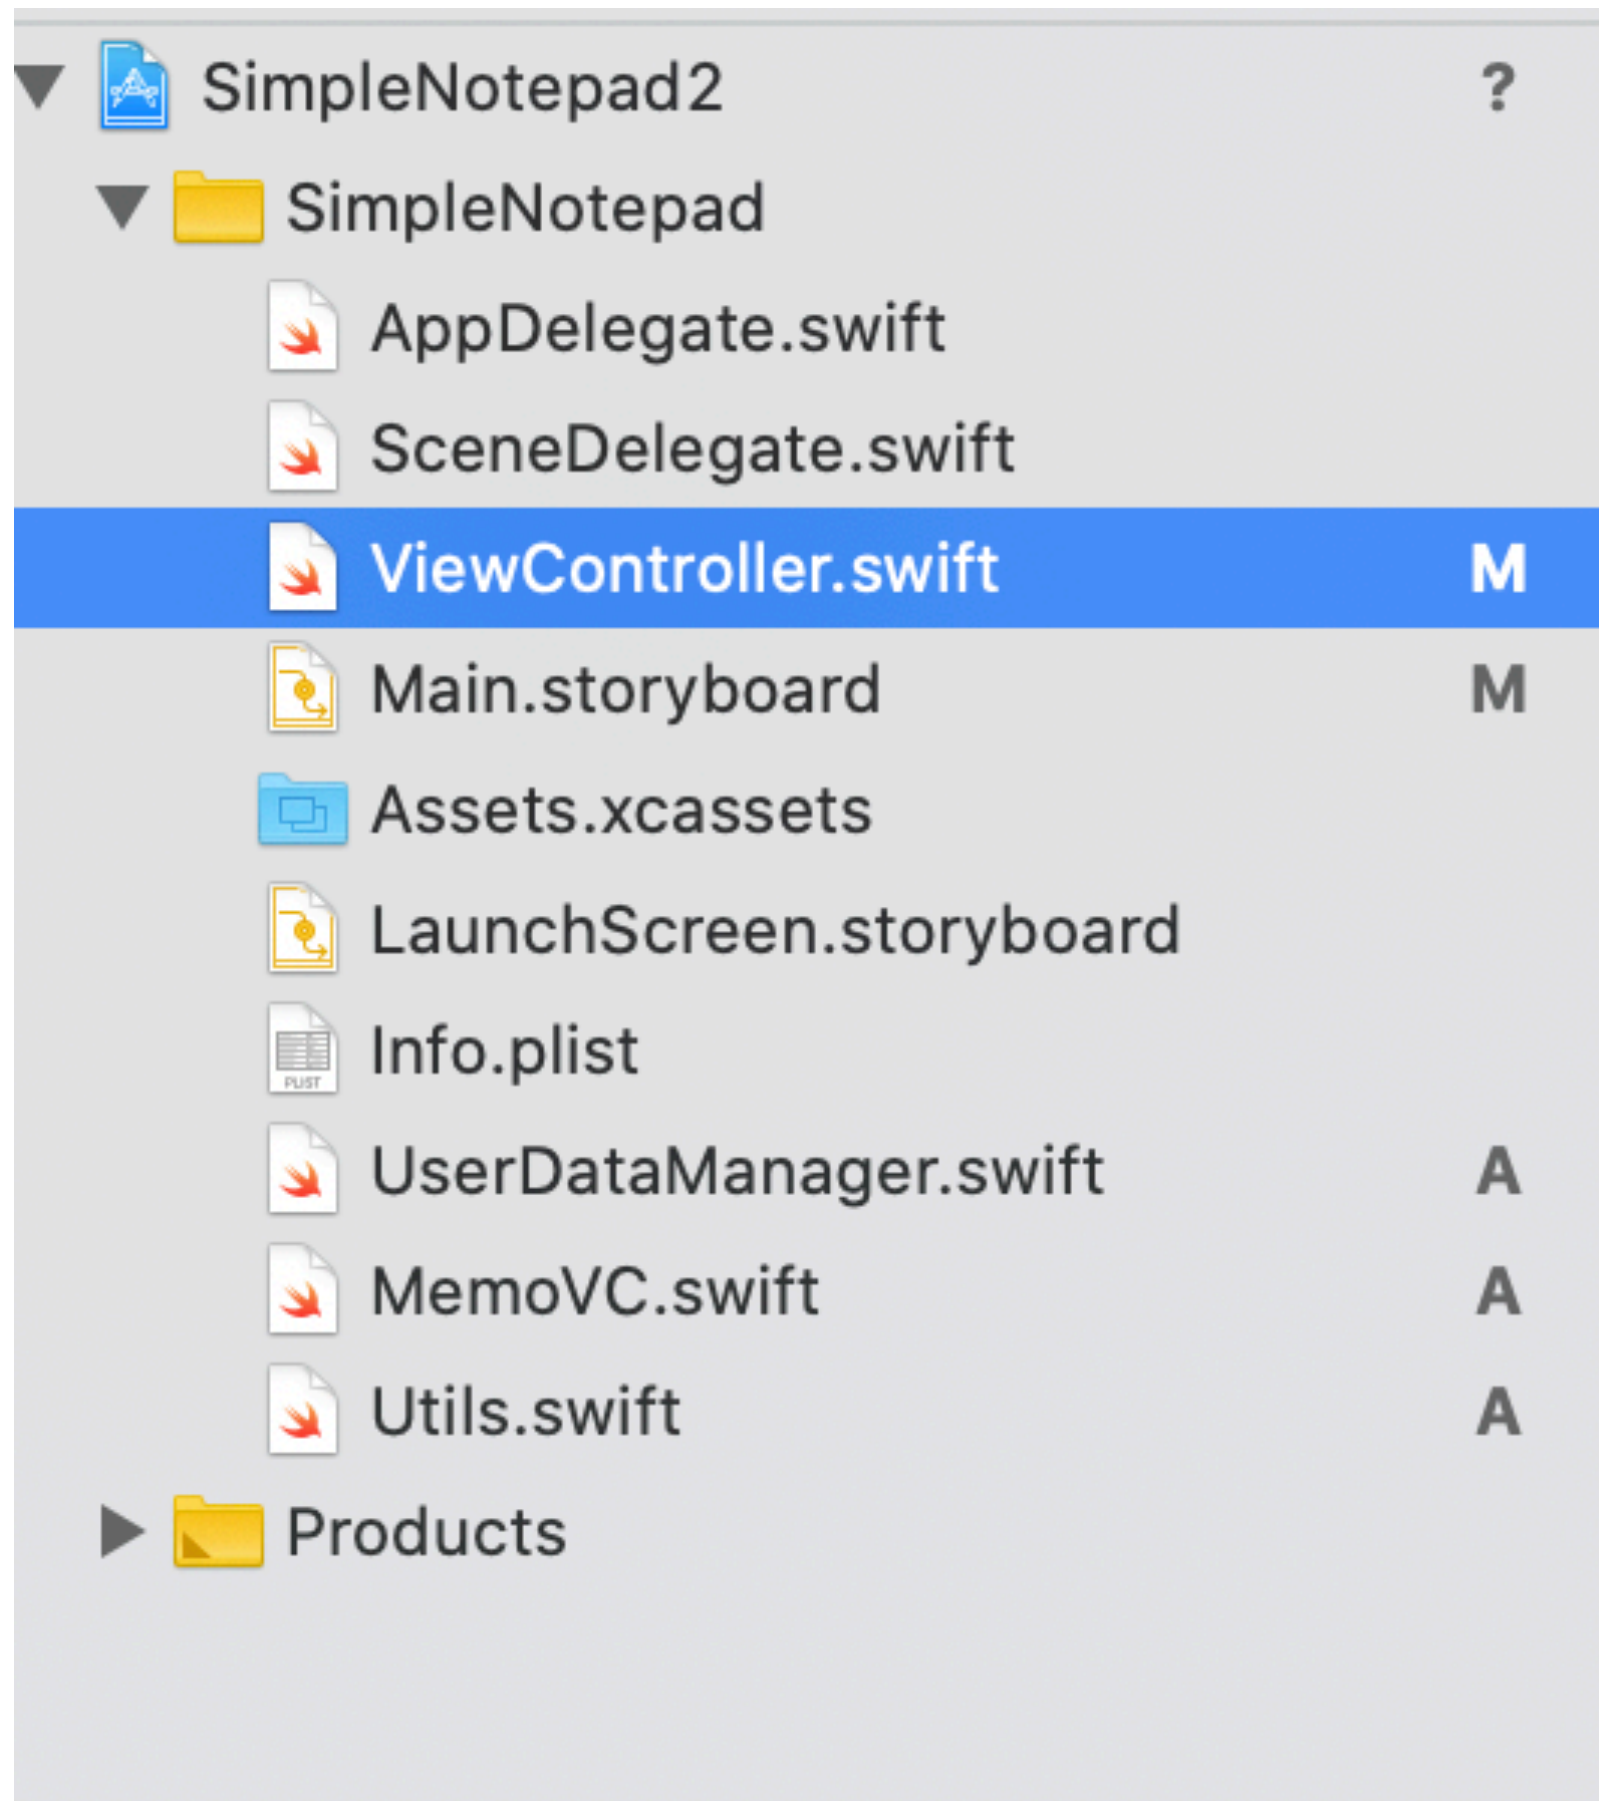 SimpleNotepad2 ?
SimpleNotepad
AppDelegate.swift
SceneDelegate.swift
ViewController.swift M
Main.storyboard M
Assets.xcassets
LaunchScreen.storyboard
Info.plist
PLIST
UserDataManager.swift A
MemoVC.swift A
Utils.swift A
Products